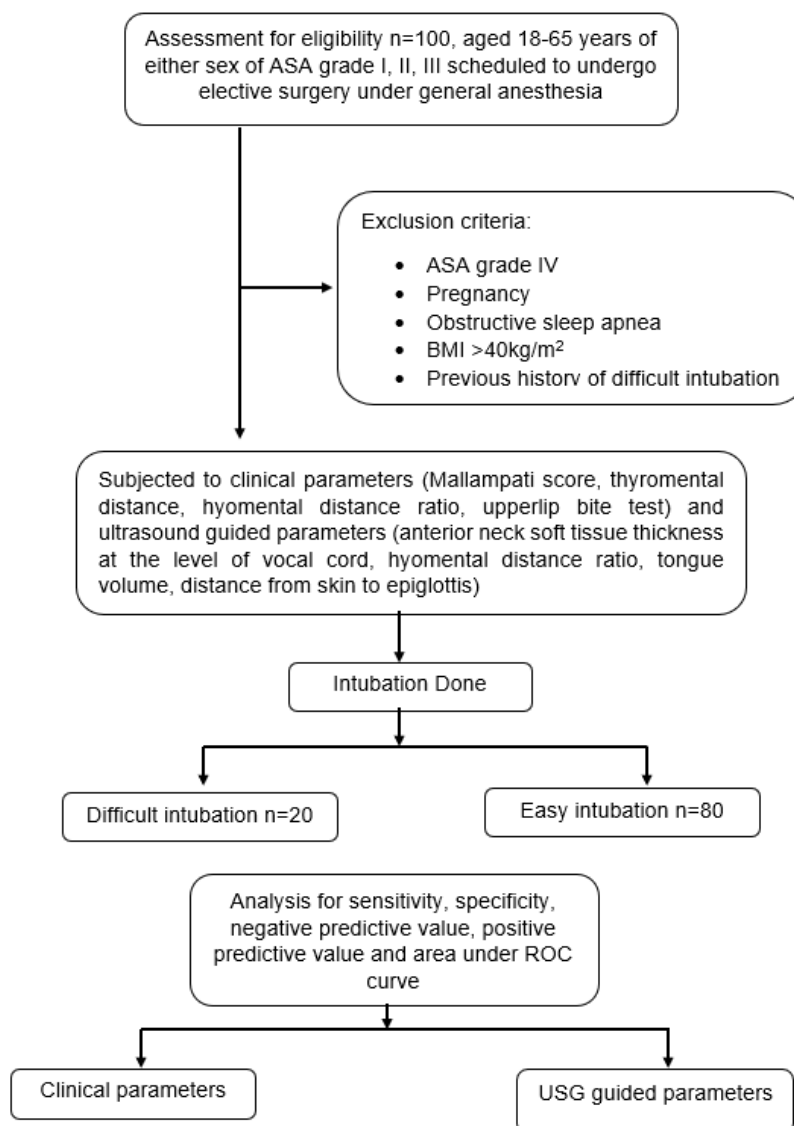 Assessment for eligibility n=100, aged 18-65 years of
either sex of ASA grade I, II, III scheduled to undergo
elective surgery under general anesthesia
Exclusion criteria:
• ASA grade IV
• Pregnancy
• Obstructive sleep apnea
• BMI >40kg/m²
• Previous history of difficult intubation
Subjected to clinical parameters (Mallampati score, thyromental
distance, hyomental distance ratio, upperlip bite test) and
ultrasound guided parameters (anterior neck soft tissue thickness
at the level of vocal cord, hyomental distance ratio, tongue
volume, distance from skin to epiglottis)
Intubation Done
Difficult intubation n=20
Easy intubation n=80
Analysis for sensitivity, specificity,
negative predictive value, positive
predictive value and area under ROC
curve
Clinical parameters
USG guided parameters